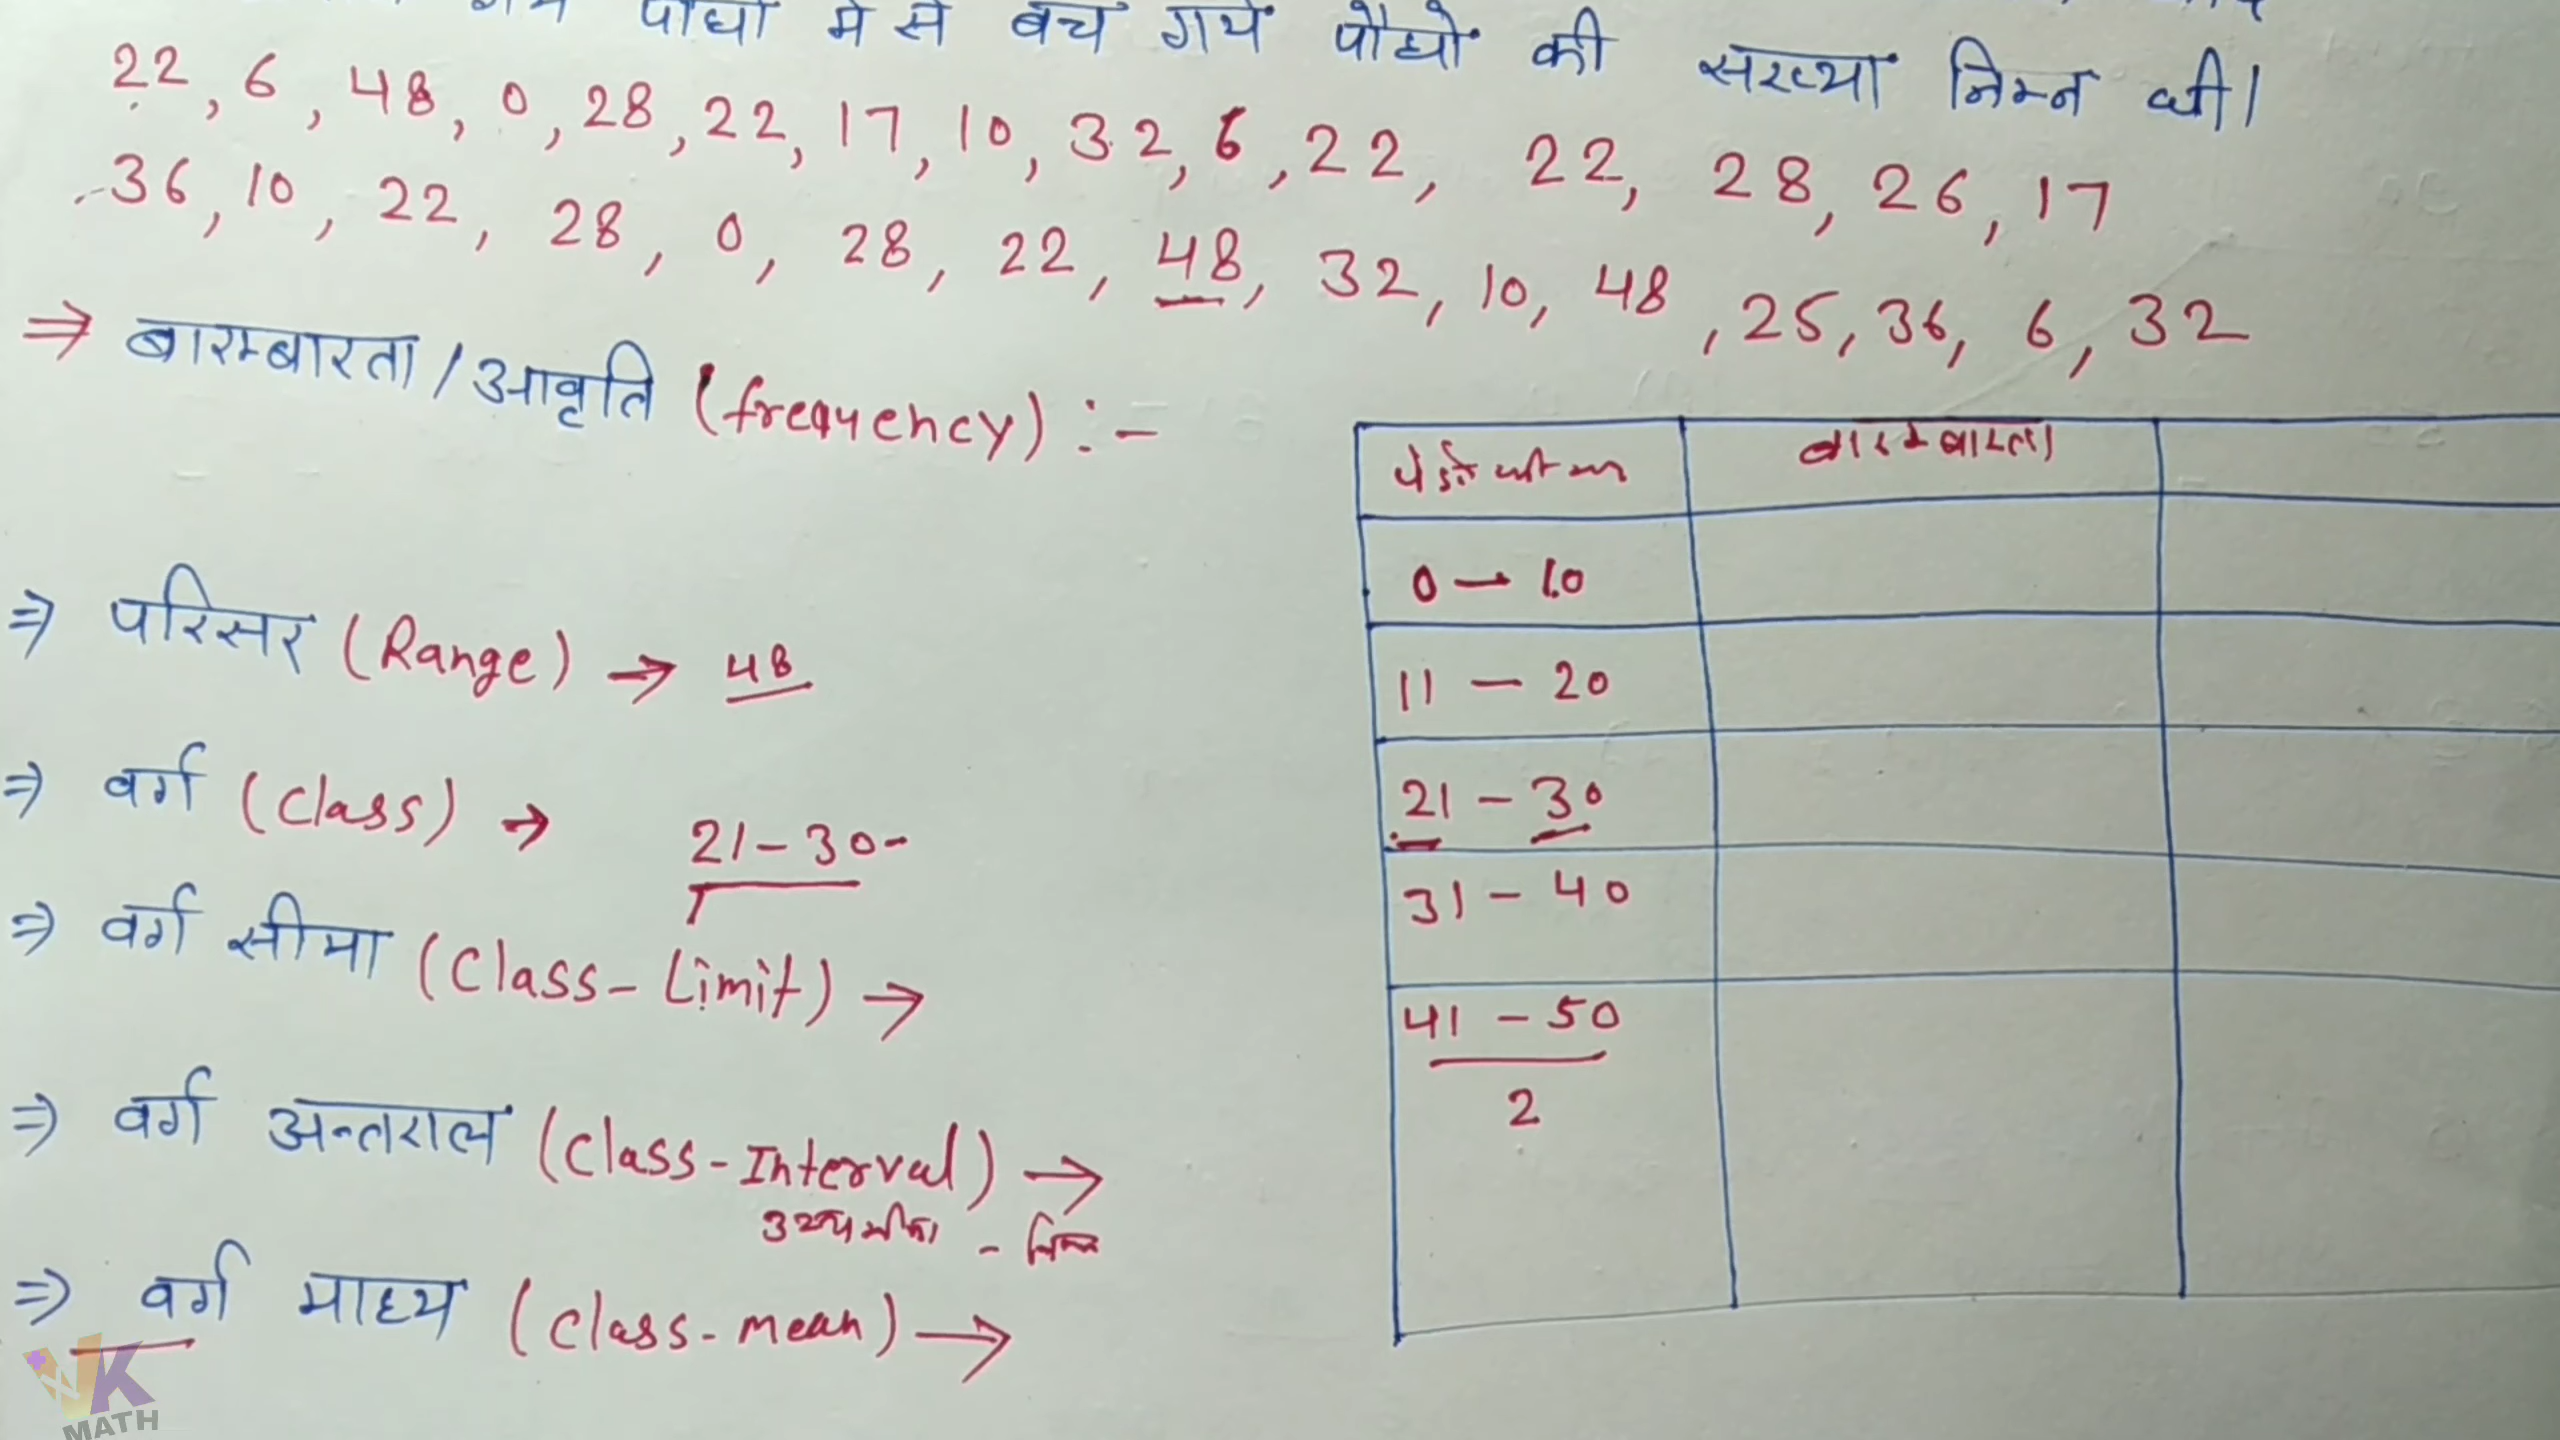 गये पौधों में से बच गये पौधों की संख्या निम्न थी।
22, 6, 48, 0, 28, 22, 17, 10, 32, 6, 22, 22, 28, 26, 17
36, 10, 22, 28, 0, 28, 22, 48, 32, 10, 48, 25, 36, 6, 32
⇒ बारम्बारता/आवृति (frequency) :-
⇒ परिसर (Range) → 48
⇒ वर्ग (Class) → 21-30-
⇒ वर्ग सीमा (Class-Limit) →
⇒ वर्ग अन्तराल (Class-Interval) →
उच्च सीमा - निम्न
⇒ वर्ग माध्य (Class-mean) →
बारम्बारता
0 - 10
11 - 20
21 - 30
31 - 40
41 - 50
2
VK
MATH